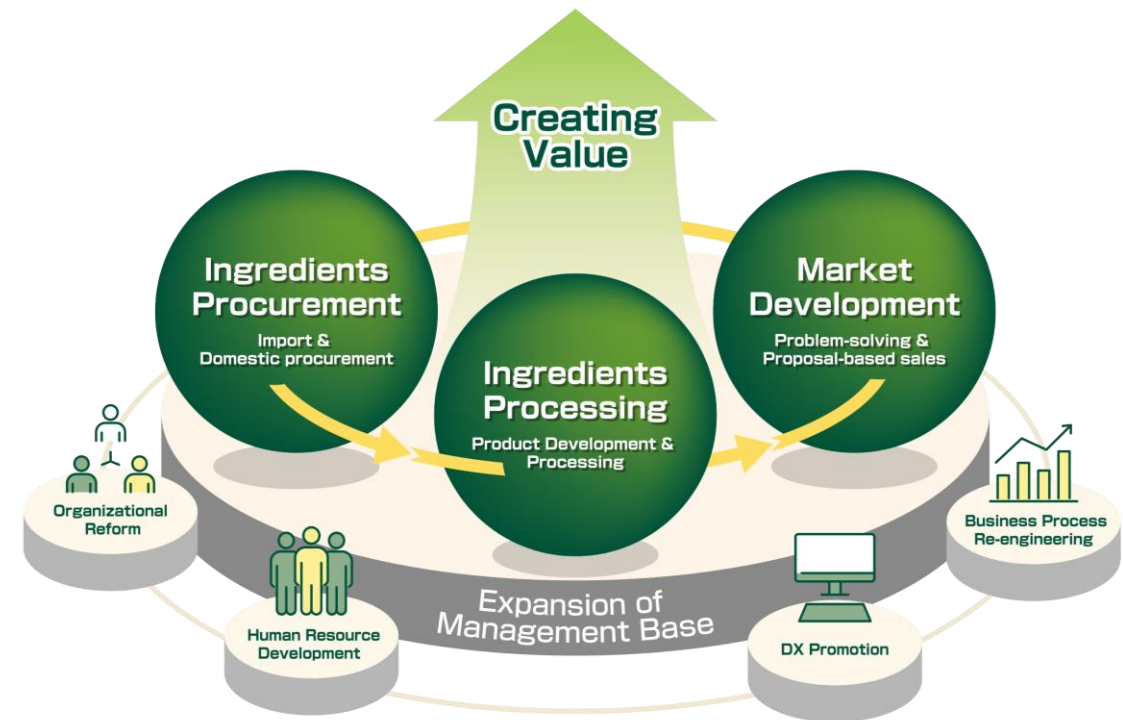 Creating
Value
Ingredients
Procurement
Import &
Domestic procurement
Ingredients
Processing
Product Development &
Processing
Market
Development
Problem-solving &
Proposal-based sales
Organizational
Reform
Human Resource
Development
Expansion of
Management Base
DX Promotion
Business Process
Re-engineering